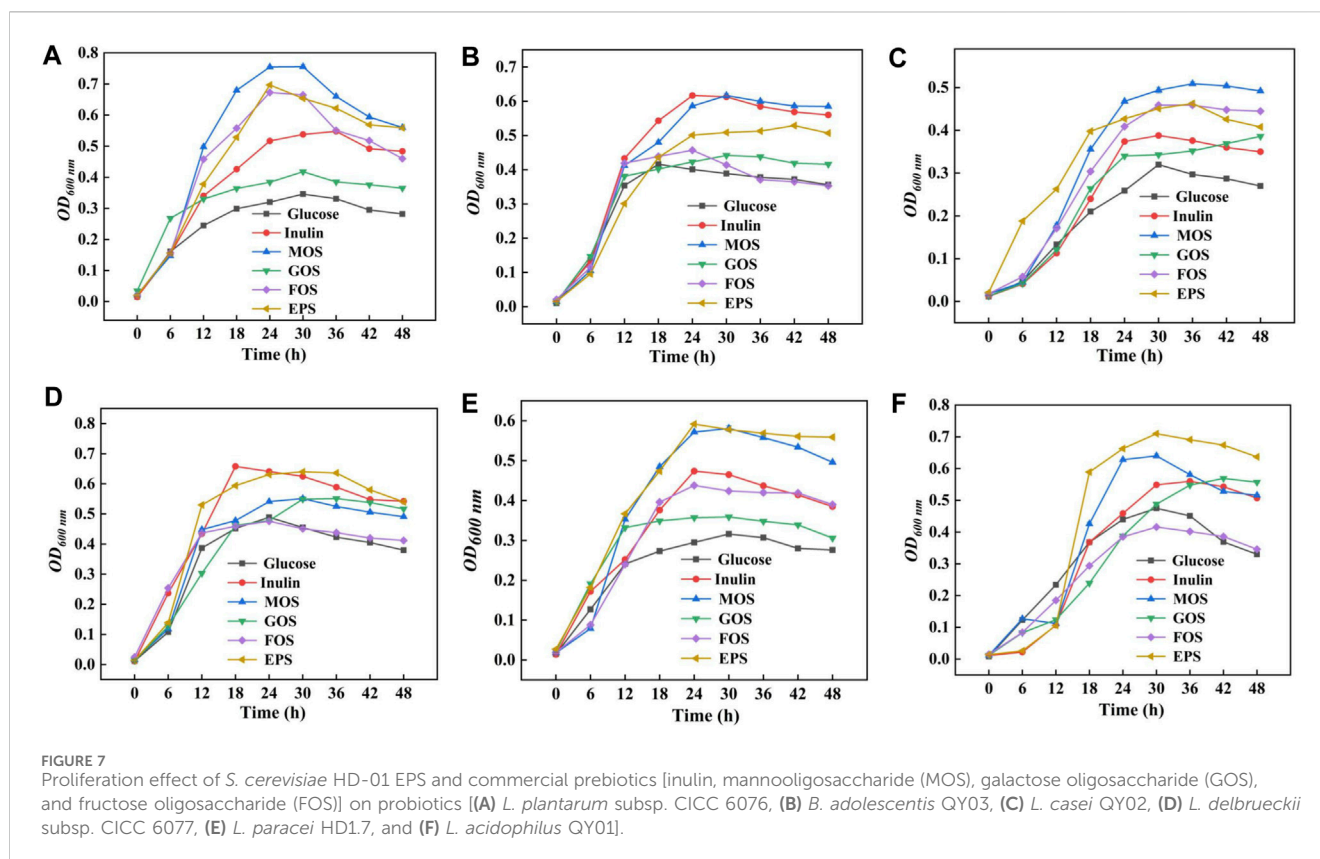 A
0.8
0.7
0.6
0.5
0.4
0.3
0.2
0.1
0.0
OD600 nm
Glucose
Inulin
MOS
GOS
FOS
EPS
0 6 12 18 24 30 36 42 48
Time (h)
B
0.7
0.6
0.5
0.4
0.3
0.2
0.1
0.0
OD600 nm
Glucose
Inulin
MOS
GOS
FOS
EPS
0 6 12 18 24 30 36 42 48
Time (h)
C
0.5
0.4
0.3
0.2
0.1
0.0
OD600 nm
Glucose
Inulin
MOS
GOS
FOS
EPS
0 6 12 18 24 30 36 42 48
Time (h)
D
0.8
0.7
0.6
0.5
0.4
0.3
0.2
0.1
0.0
OD600 nm
Glucose
Inulin
MOS
GOS
FOS
EPS
0 6 12 18 24 30 36 42 48
Time (h)
E
0.6
0.5
0.4
0.3
0.2
0.1
0.0
OD600 nm
Glucose
Inulin
MOS
GOS
FOS
EPS
0 6 12 18 24 30 36 42 48
Time (h)
F
0.8
0.7
0.6
0.5
0.4
0.3
0.2
0.1
0.0
OD600 nm
Glucose
Inulin
MOS
GOS
FOS
EPS
0 6 12 18 24 30 36 42 48
Time (h)
FIGURE 7
Proliferation effect of S. cerevisiae HD-01 EPS and commercial prebiotics [inulin, mannooligosaccharide (MOS), galactose oligosaccharide (GOS),
and fructose oligosaccharide (FOS)] on probiotics [(A) L. plantarum subsp. CICC 6076, (B) B. adolescentis QY03, (C) L. casei QY02, (D) L. delbrueckii
subsp. CICC 6077, (E) L. paracei HD1.7, and (F) L. acidophilus QY01].